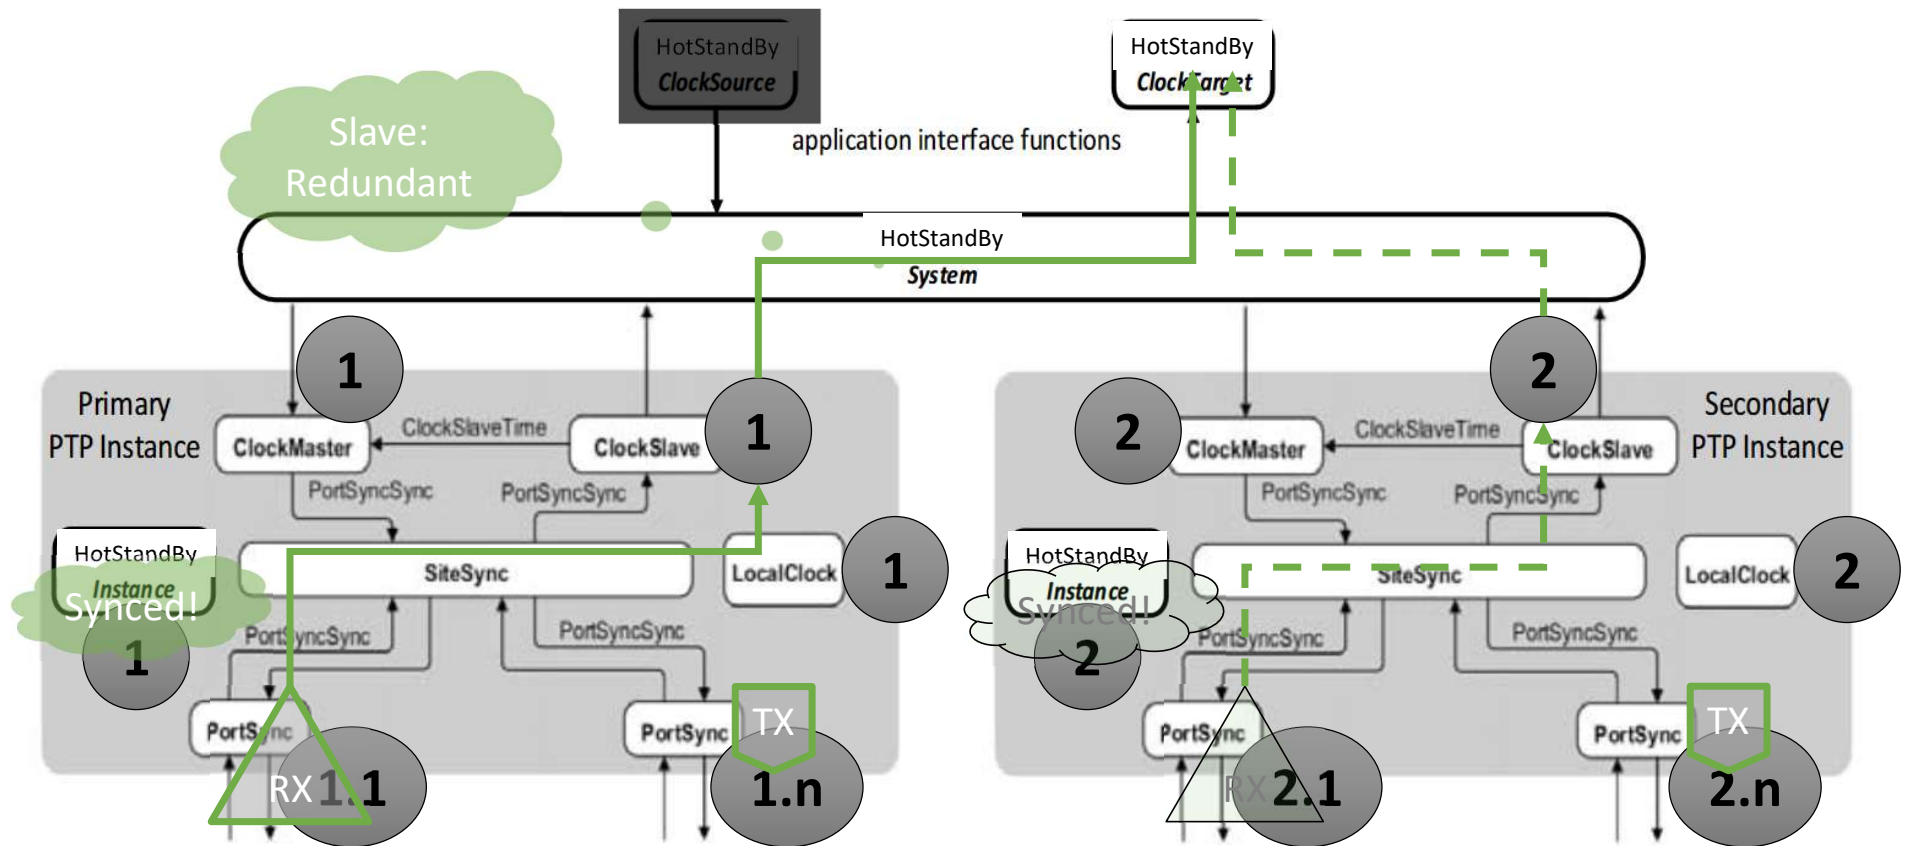 HotStandBy
ClockSource
HotStandBy
ClockTarget
application interface functions
Slave:
Redundant
HotStandBy
System
1
2
Primary
PTP Instance
ClockMaster
ClockSlaveTime
ClockSlave
1
2
ClockMaster
ClockSlaveTime
ClockSlave
Secondary
PTP Instance
PortSyncSync
PortSyncSync
PortSyncSync
PortSyncSync
HotStandBy
Instance
Synced!
1
SiteSync
LocalClock
1
HotStandBy
Instance
Synced!
2
SiteSync
LocalClock
2
PortSyncSync
PortSyncSync
PortSyncSync
PortSyncSync
PortSync
RX
1.1
PortSync
TX
1.n
PortSync
RX
2.1
PortSync
TX
2.n